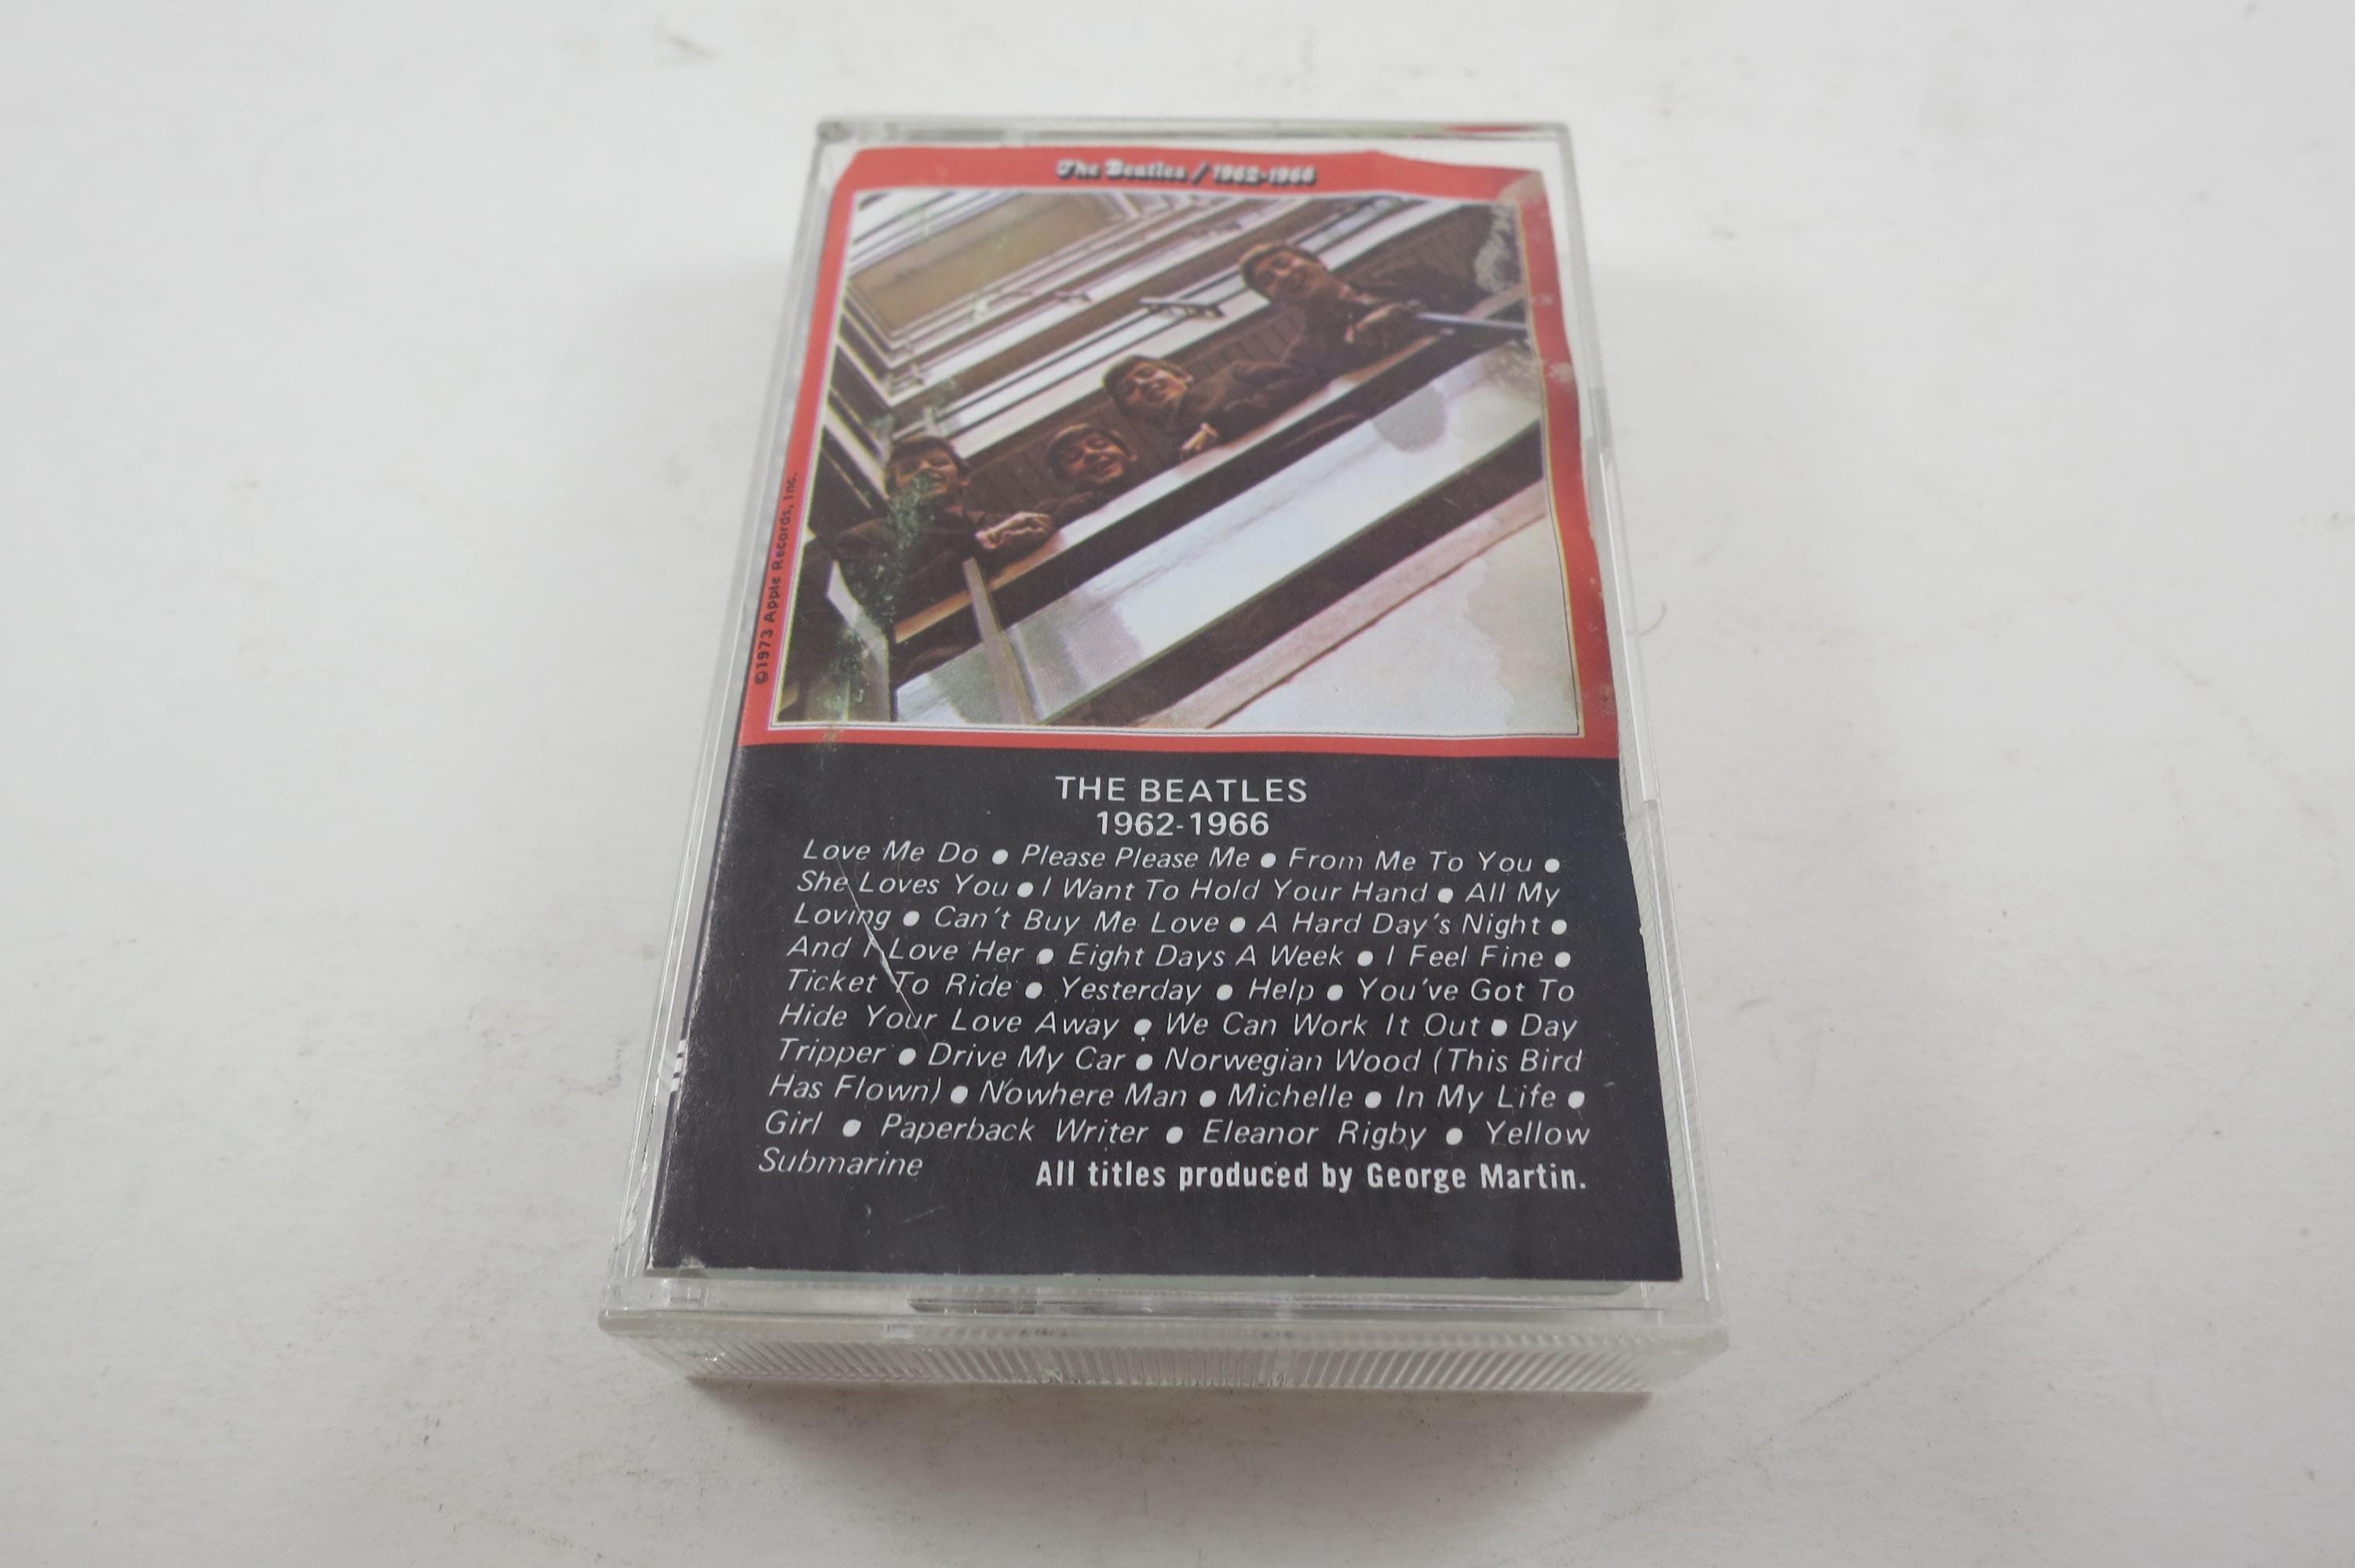 The Beatles / 1962-1966
©1973 Apple Records, Inc.
THE BEATLES
1962-1966
Love Me Do ● Please Please Me ● From Me To You ●
She Loves You ● I Want To Hold Your Hand ● All My
Loving ● Can't Buy Me Love ● A Hard Day's Night ●
And I Love Her ● Eight Days A Week ● I Feel Fine ●
Ticket To Ride ● Yesterday ● Help ● You've Got To
Hide Your Love Away ● We Can Work It Out ● Day
Tripper ● Drive My Car ● Norwegian Wood (This Bird
Has Flown) ● Nowhere Man ● Michelle ● In My Life ●
Girl ● Paperback Writer ● Eleanor Rigby ● Yellow
Submarine All titles produced by George Martin.